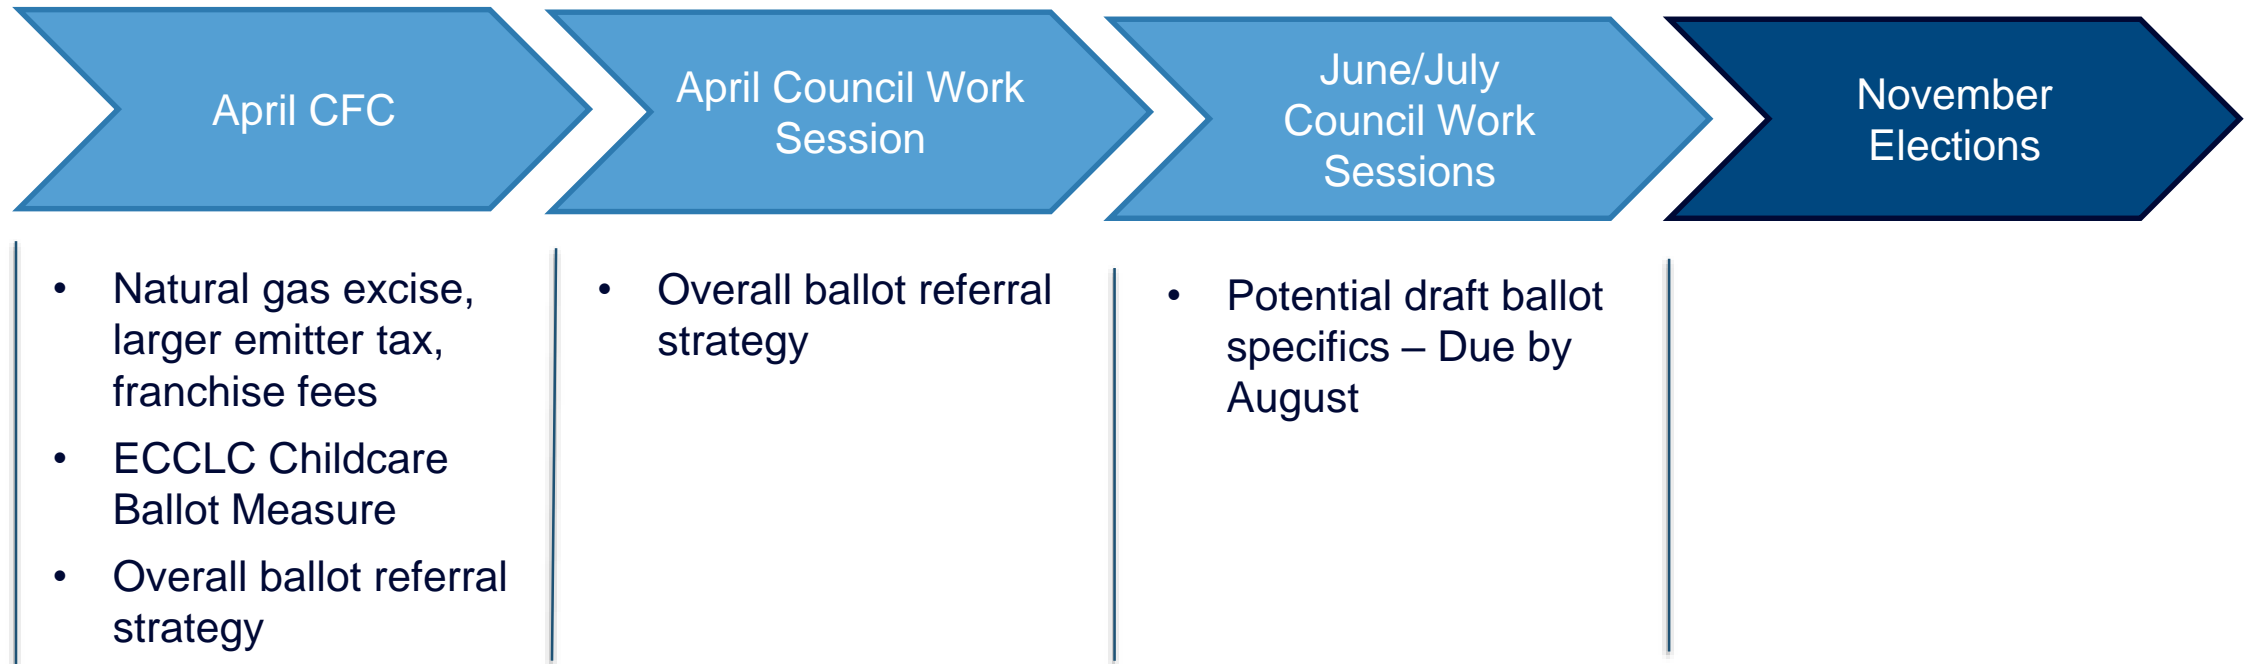 April CFC
April Council Work
Session
June/July
Council Work
Sessions
November
Elections
• Natural gas excise,
larger emitter tax,
franchise fees
• ECCLC Childcare
Ballot Measure
• Overall ballot referral
strategy
• Overall ballot referral
strategy
• Potential draft ballot
specifics – Due by
August